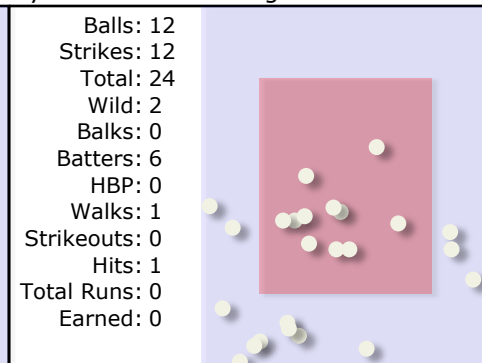 Balls: 12
Strikes: 12
Total: 24
Wild: 2
Balks: 0
Batters: 6
HBP: 0
Walks: 1
Strikeouts: 0
Hits: 1
Total Runs: 0
Earned: 0